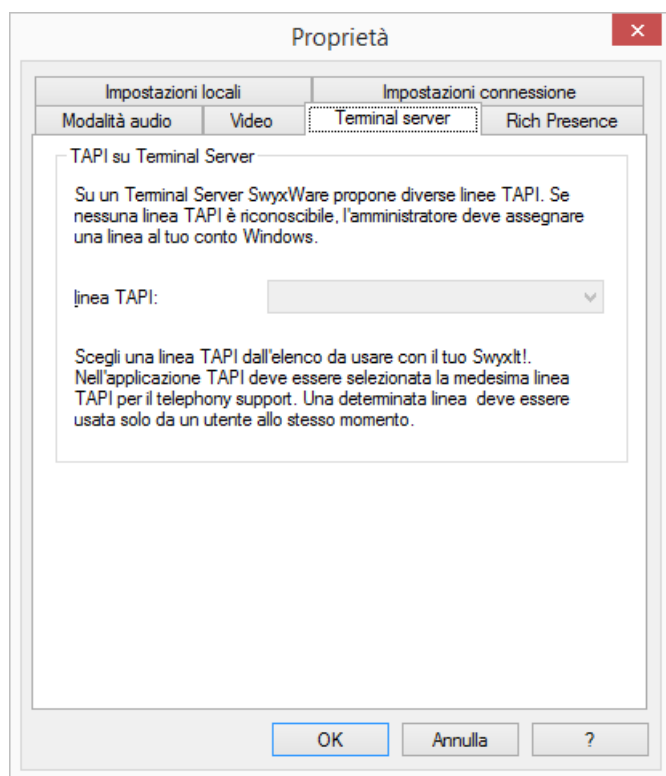 Proprietà
Impostazioni locali
Impostazioni connessione
Modalità audio
Video
Terminal server
Rich Presence
TAPI su Terminal Server
Su un Terminal Server SwyxWare propone diverse linee TAPI. Se
nessuna linea TAPI è riconoscibile, l'amministratore deve assegnare
una linea al tuo conto Windows.
linea TAPI:
Scegli una linea TAPI dall'elenco da usare con il tuo SwyxIt!.
Nell'applicazione TAPI deve essere selezionata la medesima linea
TAPI per il telephony support. Una determinata linea deve essere
usata solo da un utente allo stesso momento.
OK
Annulla
?